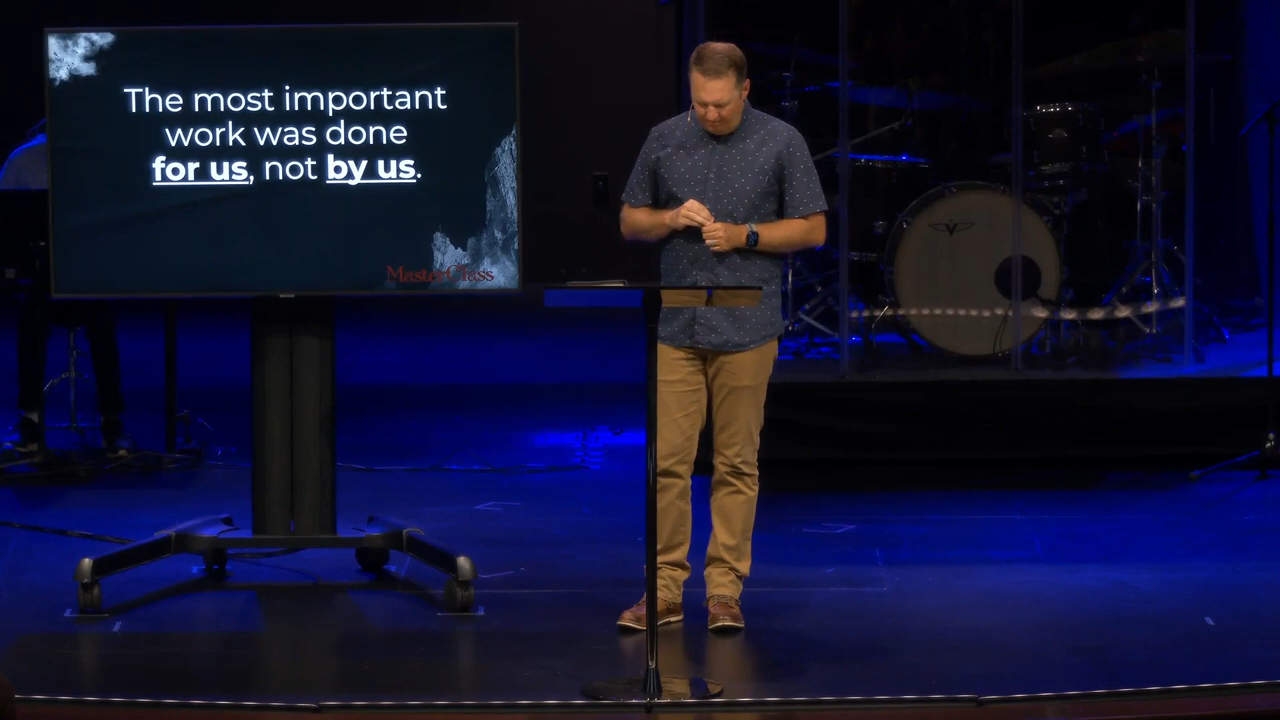 The most important
work was done
for us, not by us.
MasterClass